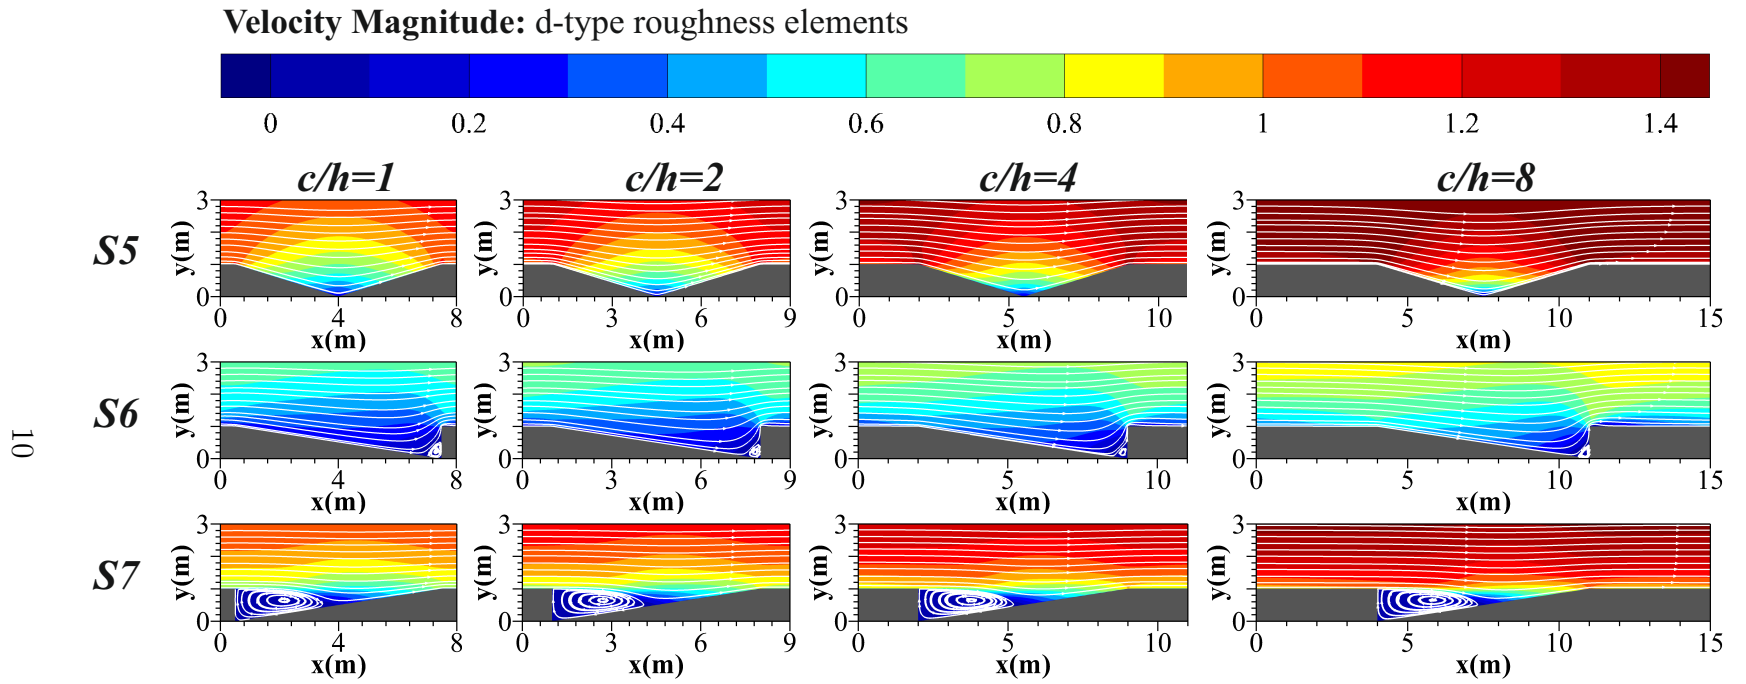 Velocity Magnitude: d-type roughness elements
0 0.2 0.4 0.6 0.8 1 1.2 1.4
c/h=1 c/h=2 c/h=4 c/h=8
S5
y(m) 3 0 0 4 8 x(m)
y(m) 3 0 0 3 6 9 x(m)
y(m) 3 0 0 5 10 x(m)
y(m) 3 0 0 5 10 15 x(m)
S6
y(m) 3 0 0 4 8 x(m)
y(m) 3 0 0 3 6 9 x(m)
y(m) 3 0 0 5 10 x(m)
y(m) 3 0 0 5 10 15 x(m)
S7
y(m) 3 0 0 4 8 x(m)
y(m) 3 0 0 3 6 9 x(m)
y(m) 3 0 0 5 10 x(m)
y(m) 3 0 0 5 10 15 x(m)
10